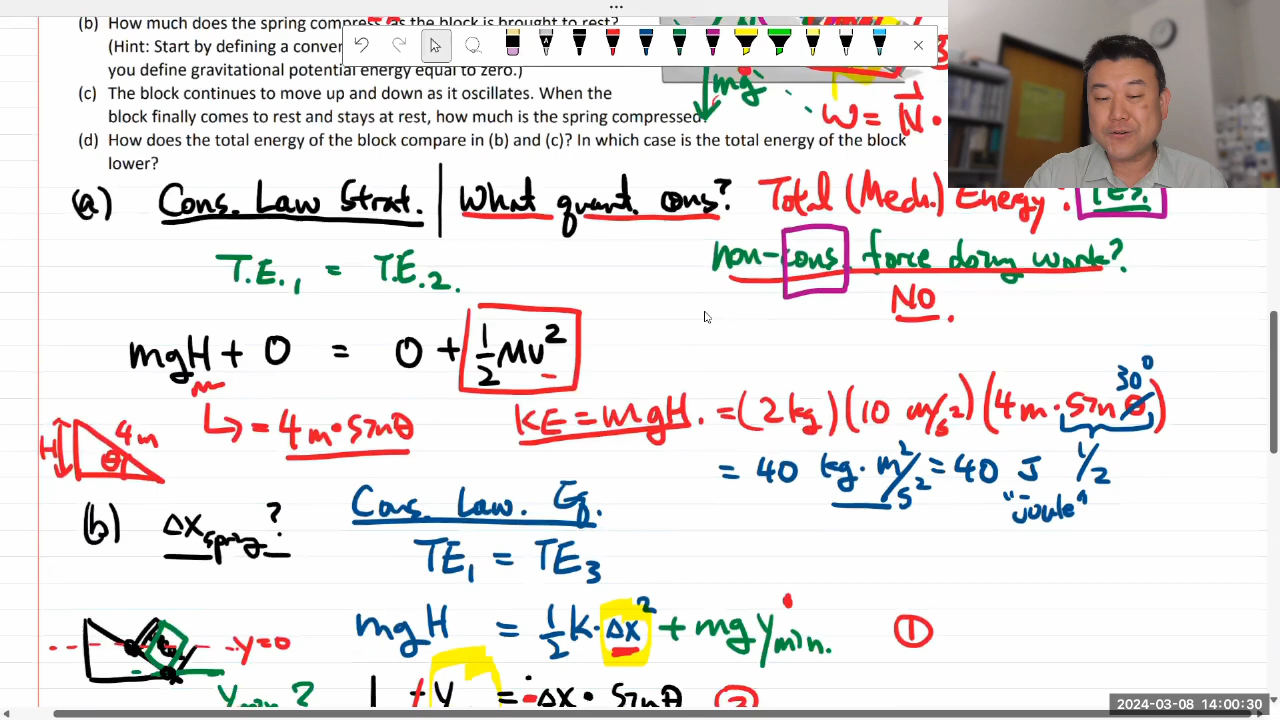 (b) How much does the spring compress as the block is brought to rest?
(Hint: Start by defining a conver
you define gravitational potential energy equal to zero.)
(c) The block continues to move up and down as it oscillates. When the
block finally comes to rest and stays at rest, how much is the spring compressed
(d) How does the total energy of the block compare in (b) and (c)? In which case is the total energy of the block
lower?
mg
W = N ·
(a) Cons. Law Strat. | What quant. cons? Total (Mech.) Energy : Yes.
T.E.1 = T.E.2. non-cons. force doing work?
NO.
mgH + 0 = 0 + 1/2 Mv²
H 4m θ
↳ = 4m·sinθ
KE = mgH. = (2kg)(10 m/s²)(4m·sinθ) 30°
= 40 kg·m²/s² = 40 J 1/2
"joule"
(b) Δx spring? Cons. Law. Eq.
TE1 = TE3
mgH = 1/2 k·Δx² + mg ymin. ①
y=0
ymin?
= -Δx · sinθ ②
2024-03-08 14:00:30